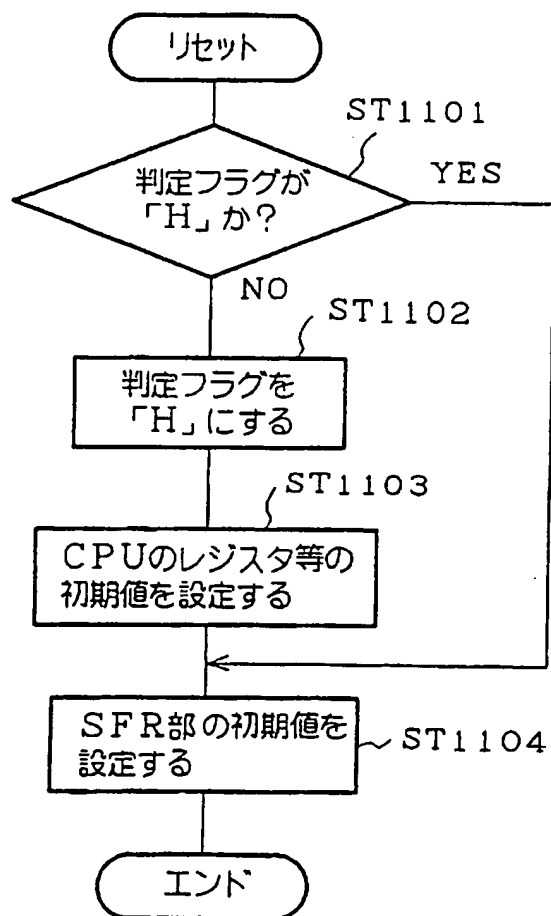 リセット
ST1101
判定フラグが
「H」か?
YES
NO
ST1102
判定フラグを
「H」にする
ST1103
CPUのレジスタ等の
初期値を設定する
SFR部の初期値を
設定する
ST1104
エンド